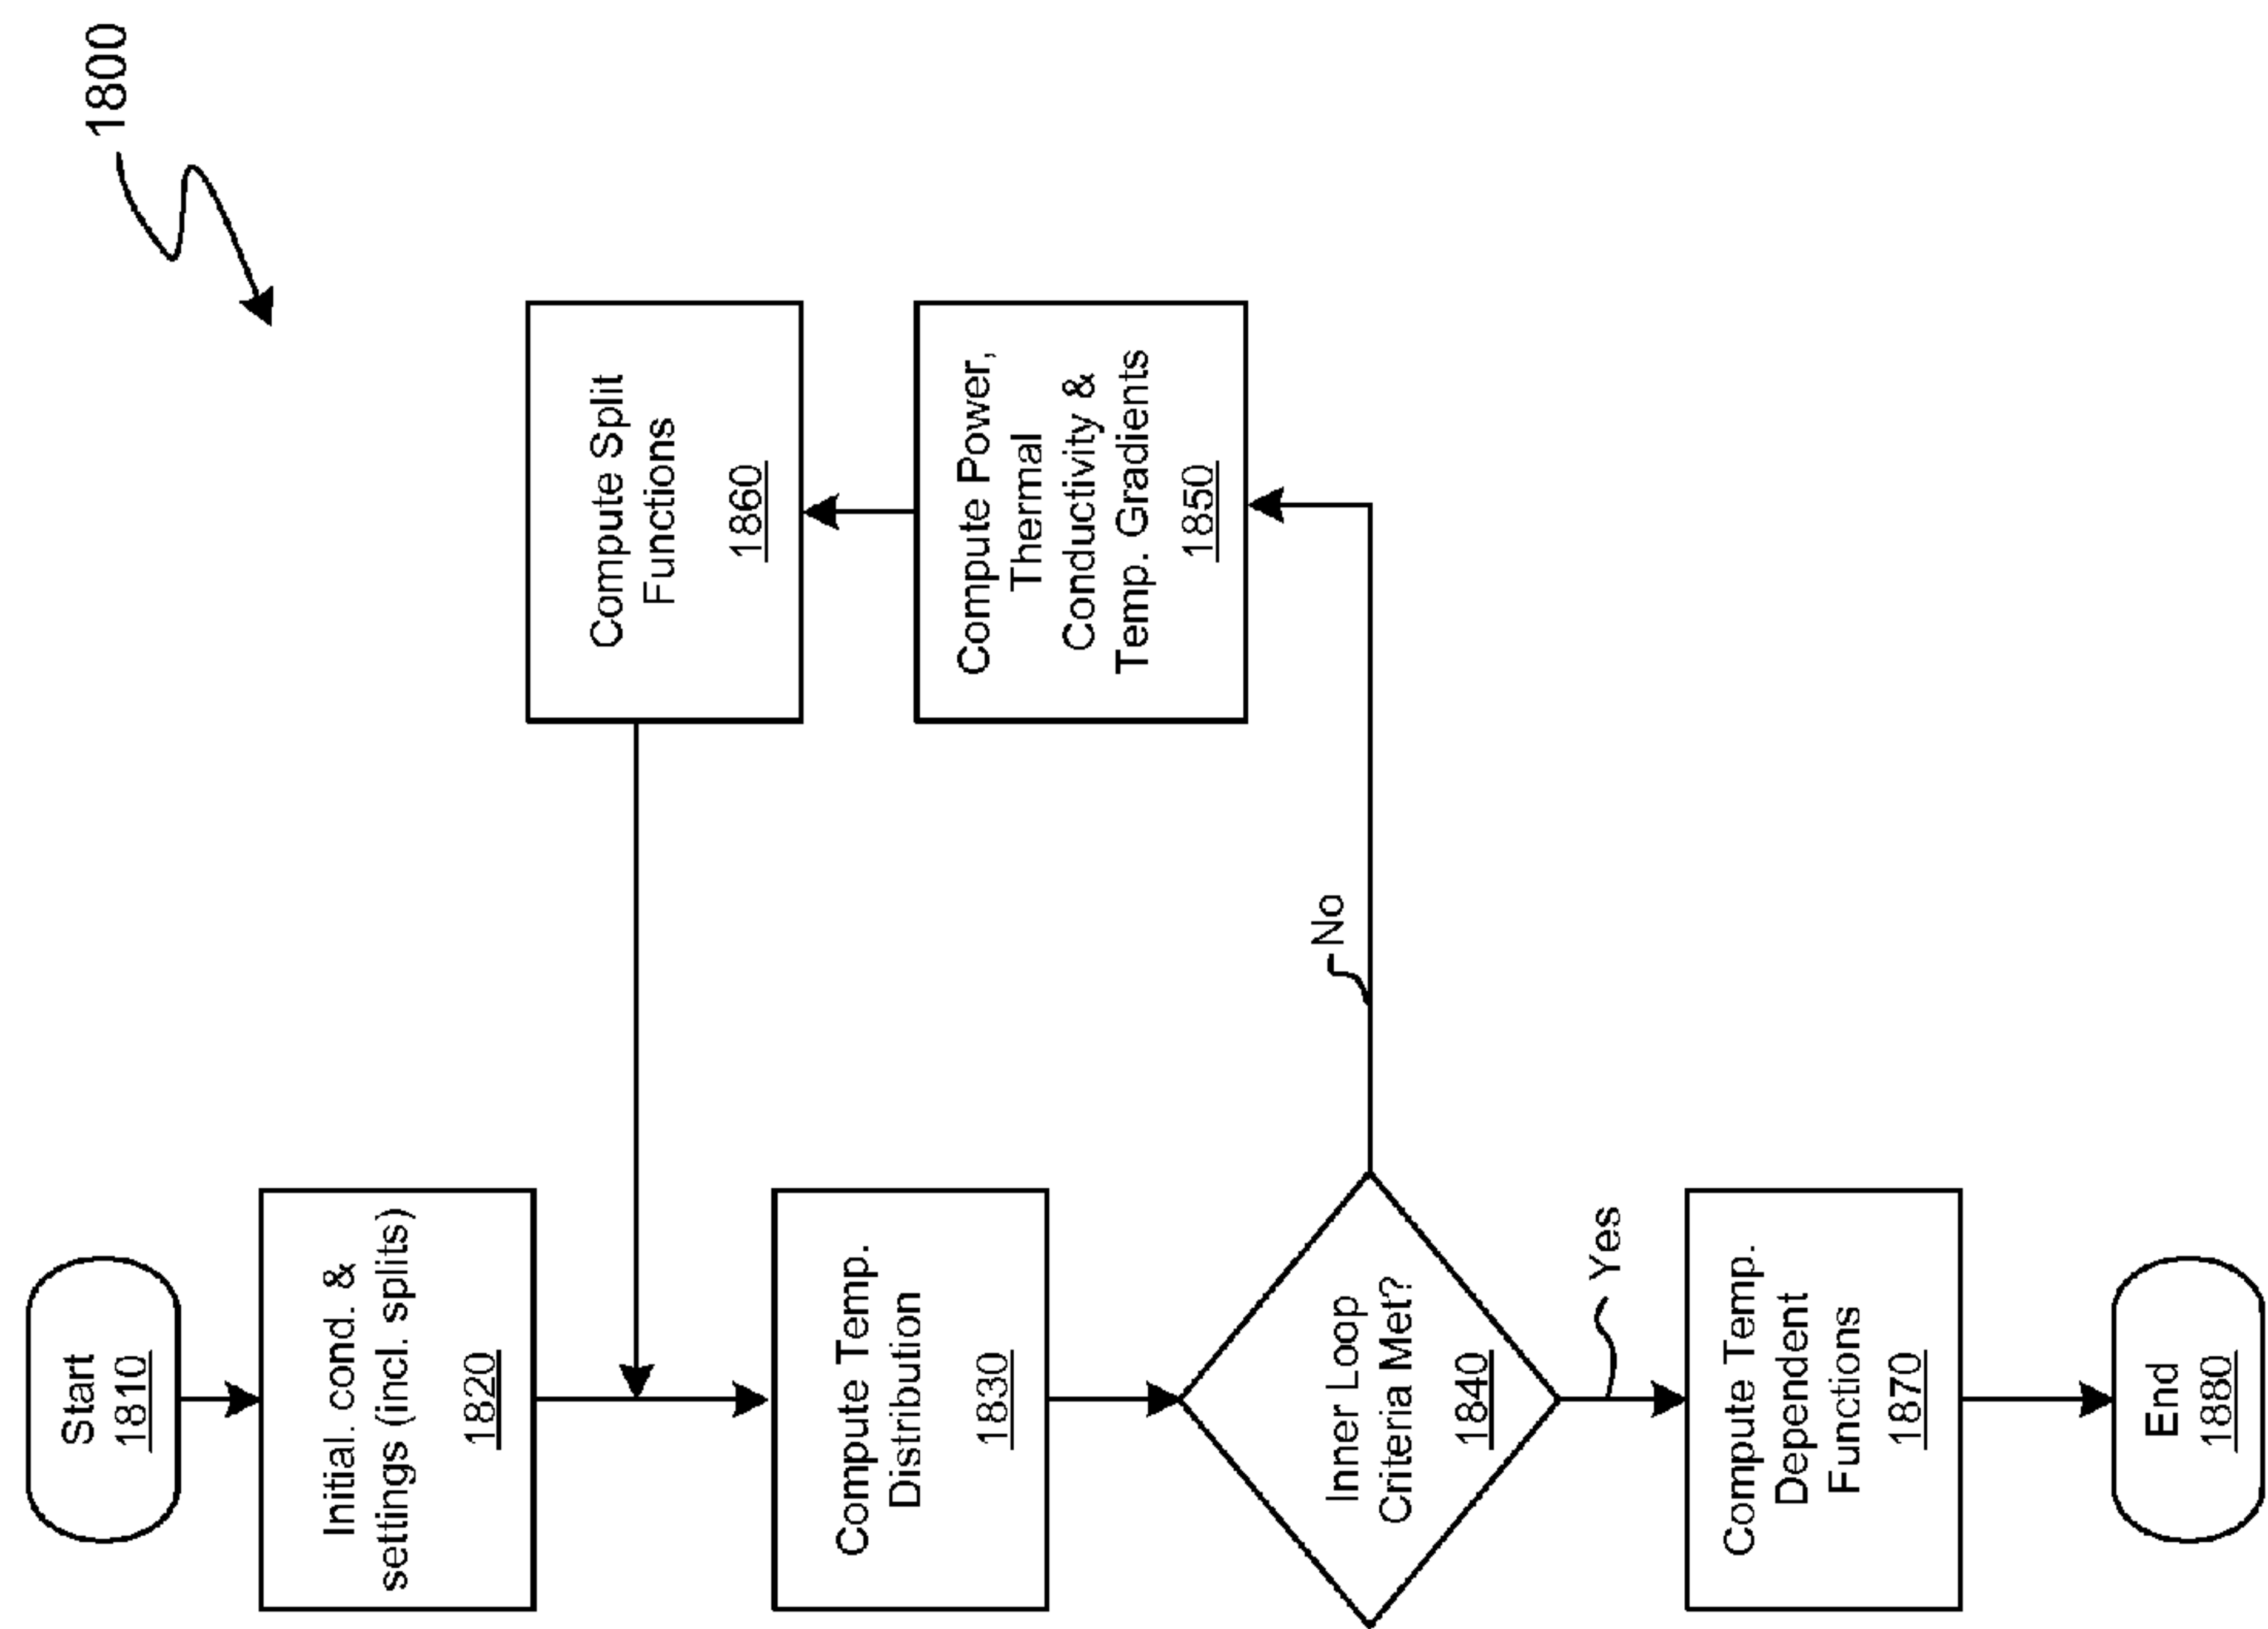 1800
Start
1810
Initial. cond. &
settings (incl. splits)
1820
Compute Temp.
Distribution
1830
Inner Loop
Criteria Met?
1840
No
Compute Power,
Thermal
Conductivity &
Temp. Gradients
1850
Compute Split
Functions
1860
Yes
Compute Temp.
Dependent
Functions
1870
End
1880